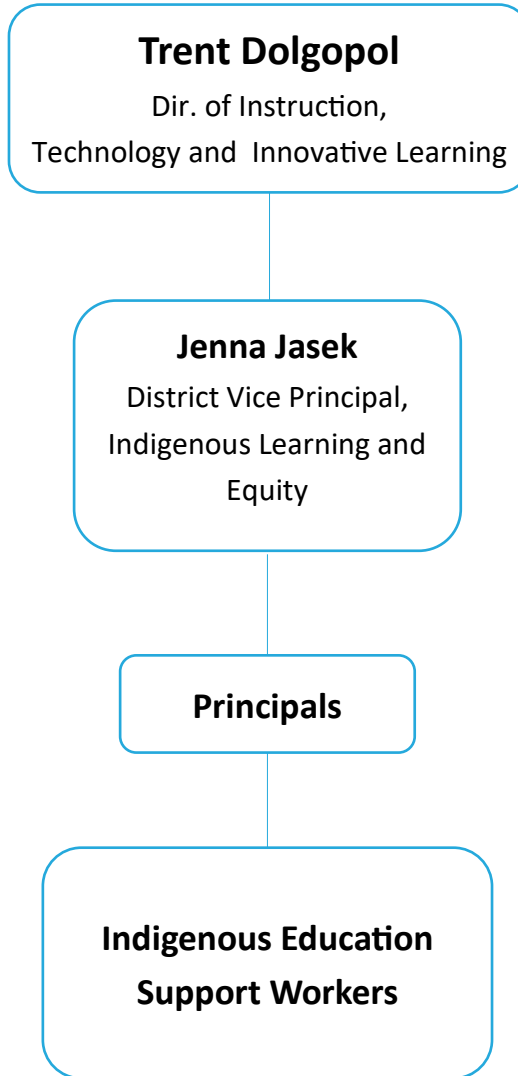 Trent Dolgopol
Dir. of Instruction,
Technology and  Innovative Learning
Jenna Jasek
District Vice Principal,
Indigenous Learning and
Equity
Principals
Indigenous Education
Support Workers